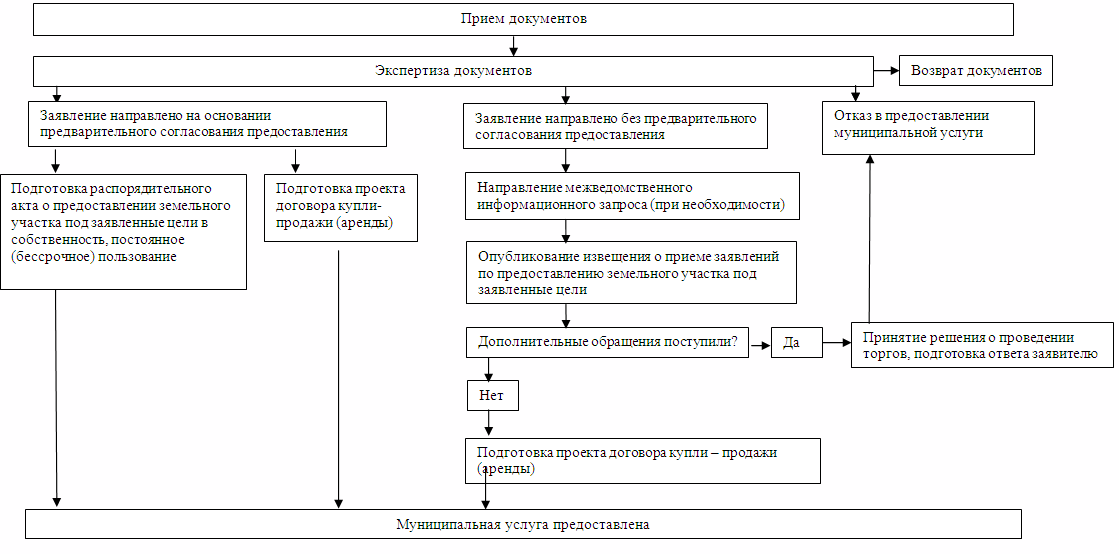 Прием документов
Экспертиза документов
Возврат документов
Заявление направлено на основании
предварительного согласования предоставления
Заявление направлено без предварительного
согласования предоставления
Отказ в предоставлении
муниципальной услуги
Подготовка распорядительного
акта о предоставлении земельного
участка под заявленные цели в
собственность, постоянное
(бессрочное) пользование
Подготовка проекта
договора купли-
продажи (аренды)
Направление межведомственного
информационного запроса (при необходимости)
Опубликование извещения о приеме заявлений
по предоставлению земельного участка под
заявленные цели
Дополнительные обращения поступили?
Да
Принятие решения о проведении
торгов, подготовка ответа заявителю
Нет
Подготовка проекта договора купли – продажи
(аренды)
Муниципальная услуга предоставлена